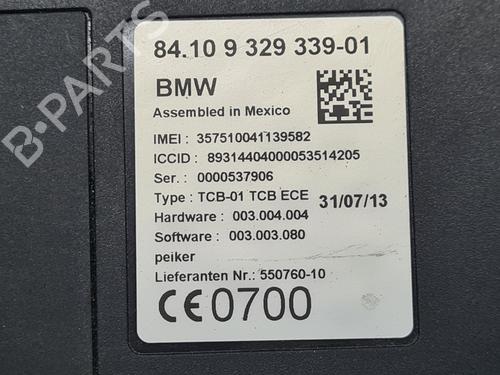 84.10 9 329 339-01
BMW
Assembled in Mexico
IMEI : 357510041139582
ICCID : 89314404000053514205
Ser. : 0000537906
Type : TCB-01 TCB ECE 31/07/13
Hardware : 003.004.004
Software : 003.003.080
peiker
Lieferanten Nr.: 550760-10
CE0700